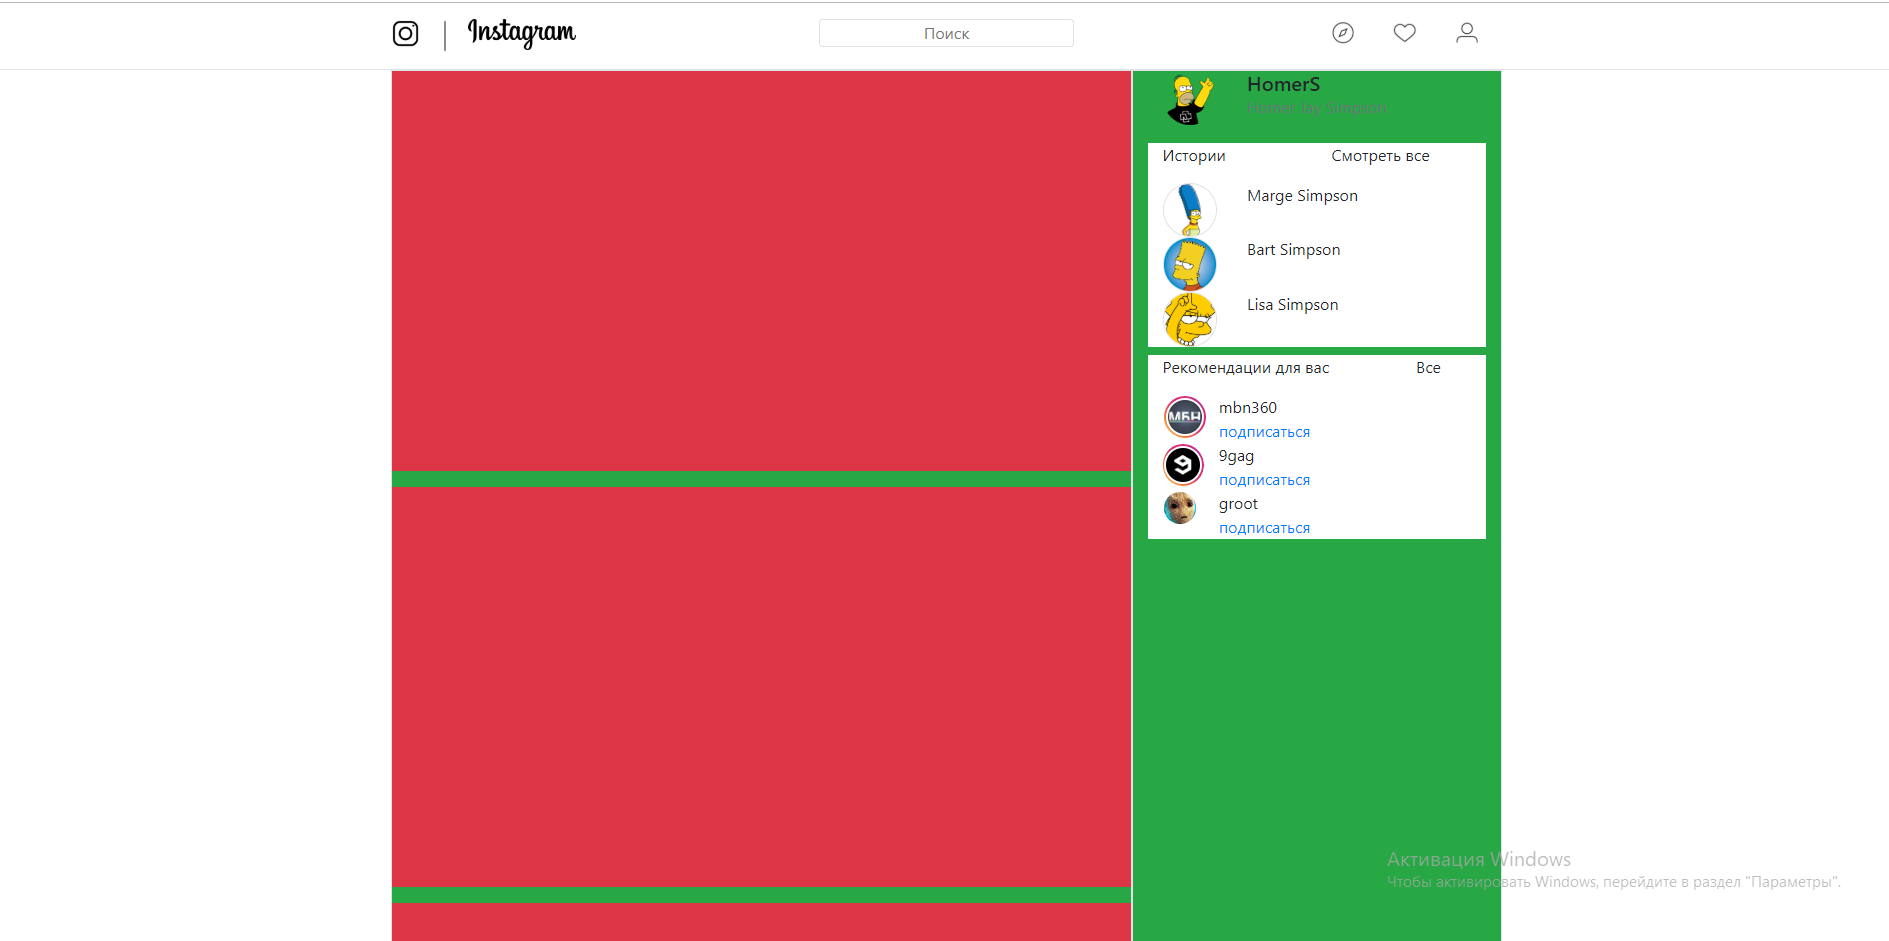 Instagram
Поиск
HomerS
Homer Jay Simpson
Истории Смотреть все
Marge Simpson
Bart Simpson
Lisa Simpson
Рекомендации для вас Все
МБН
mbn360
подписаться
9
9gag
подписаться
groot
подписаться
Активация Windows
Чтобы активировать Windows, перейдите в раздел "Параметры".